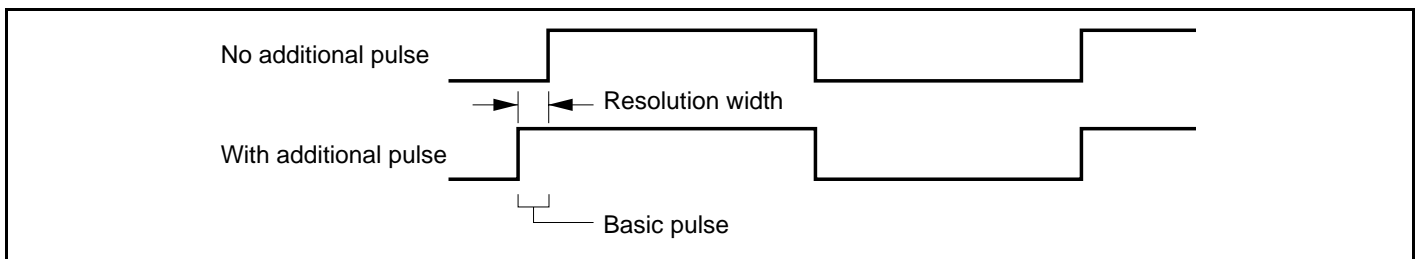 No additional pulse
Resolution width
With additional pulse
Basic pulse